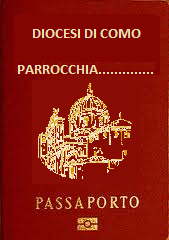 DIOCESI DI COMO
PARROCCHIA..............
PASSAPORTO